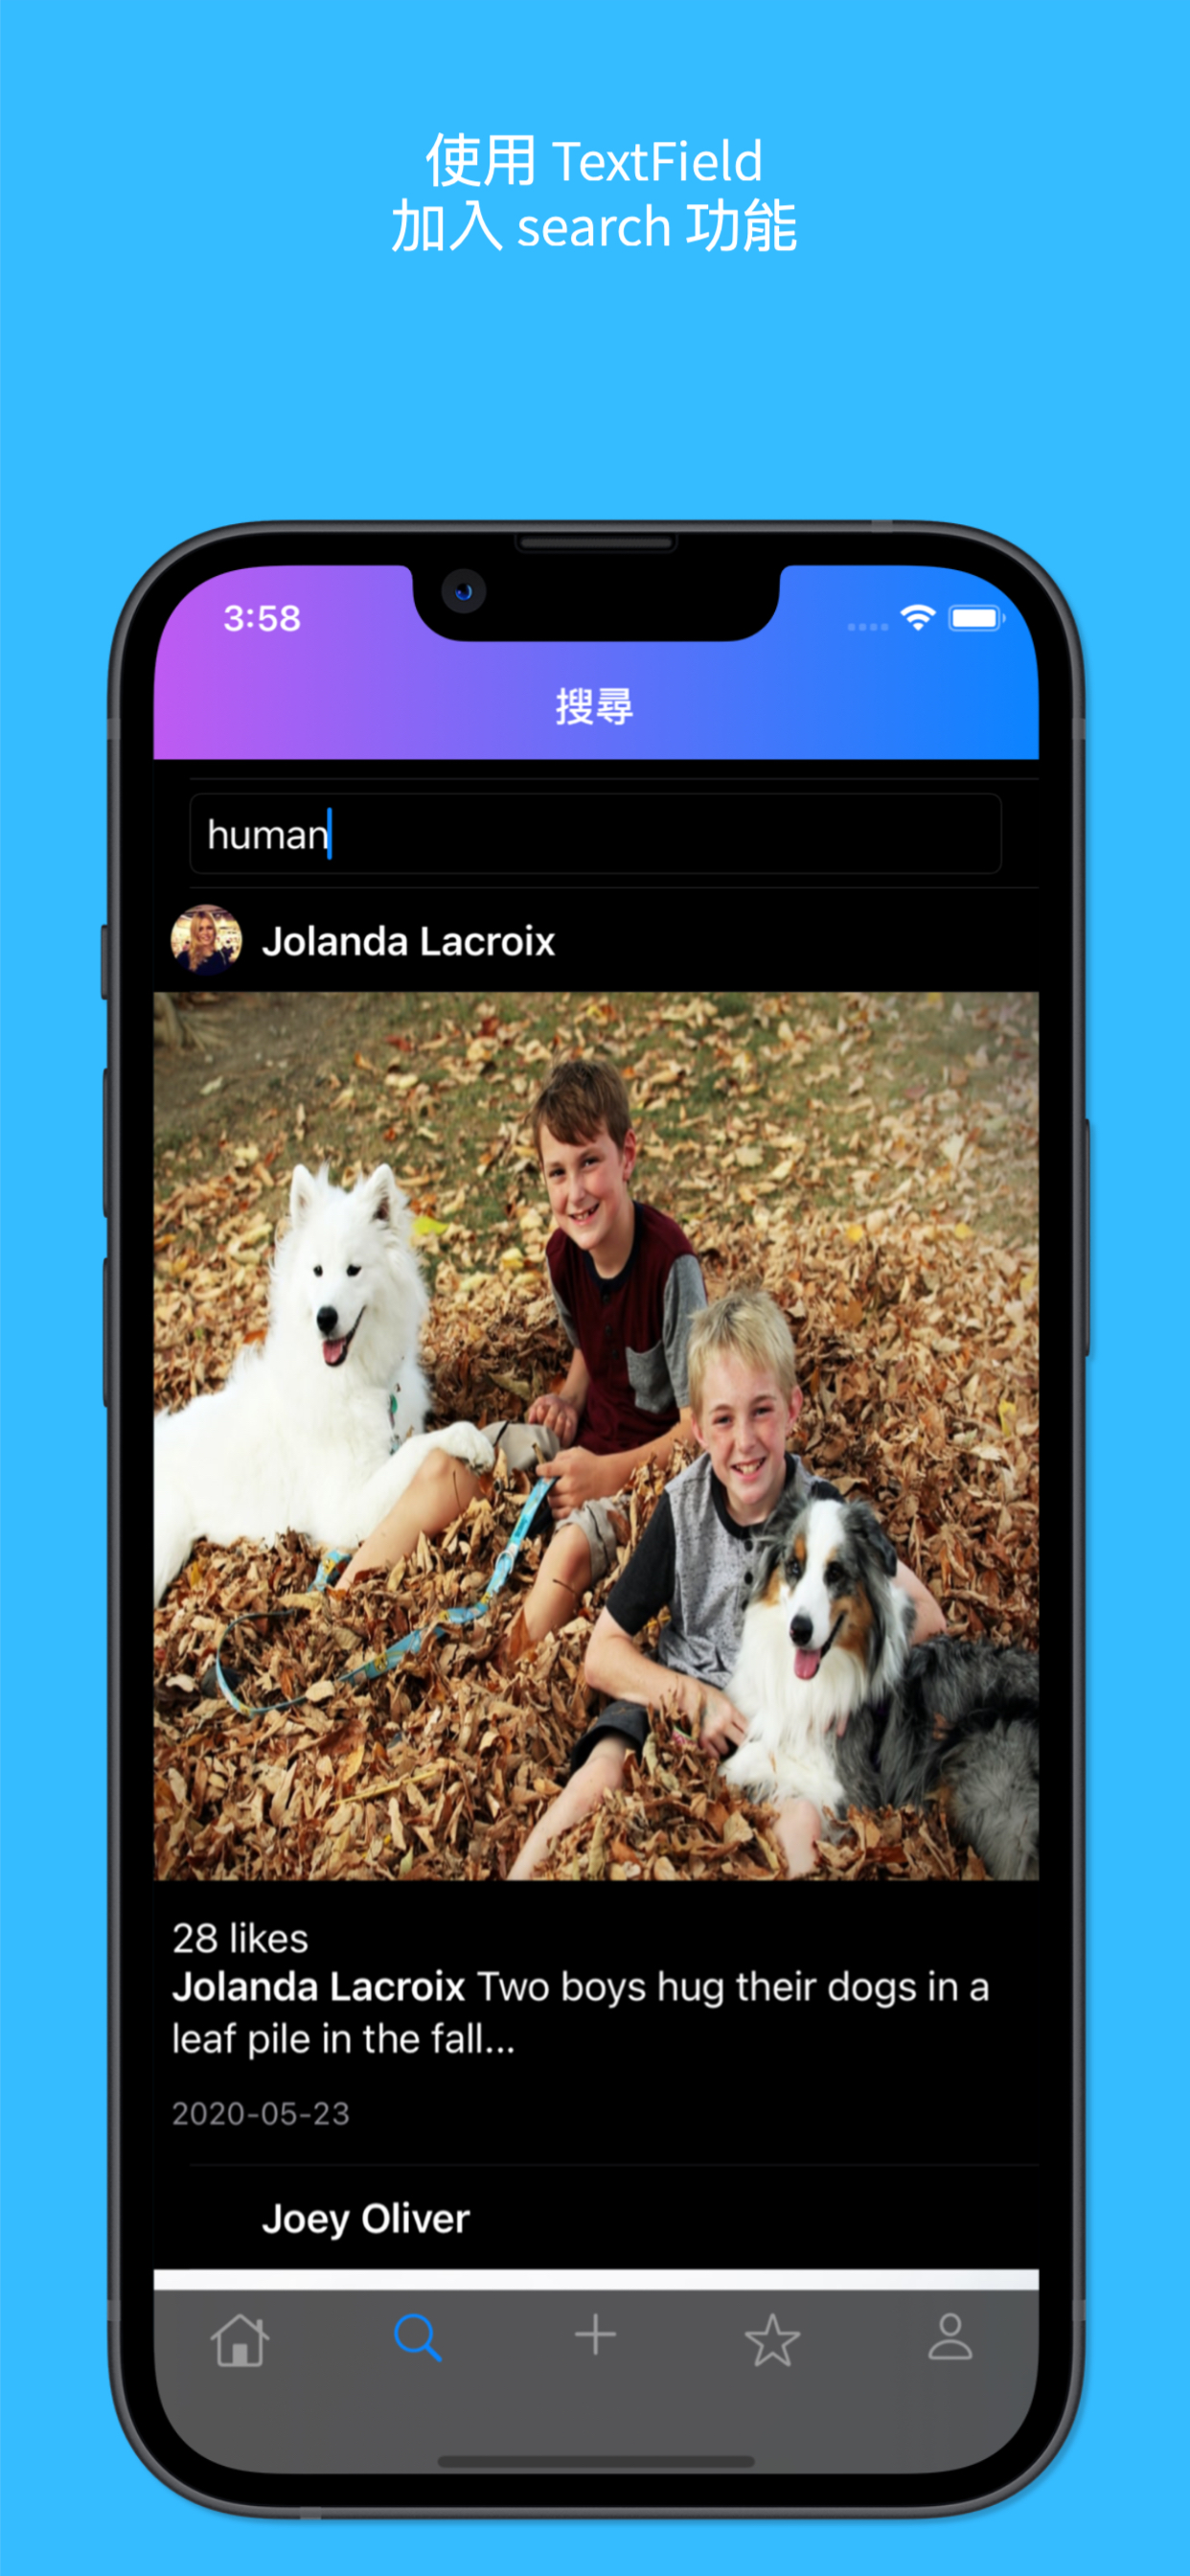 使用 TextField
加入 search 功能
3:58
搜尋
human
Jolanda Lacroix
28 likes
Jolanda Lacroix Two boys hug their dogs in a
leaf pile in the fall...
2020-05-23
Joey Oliver